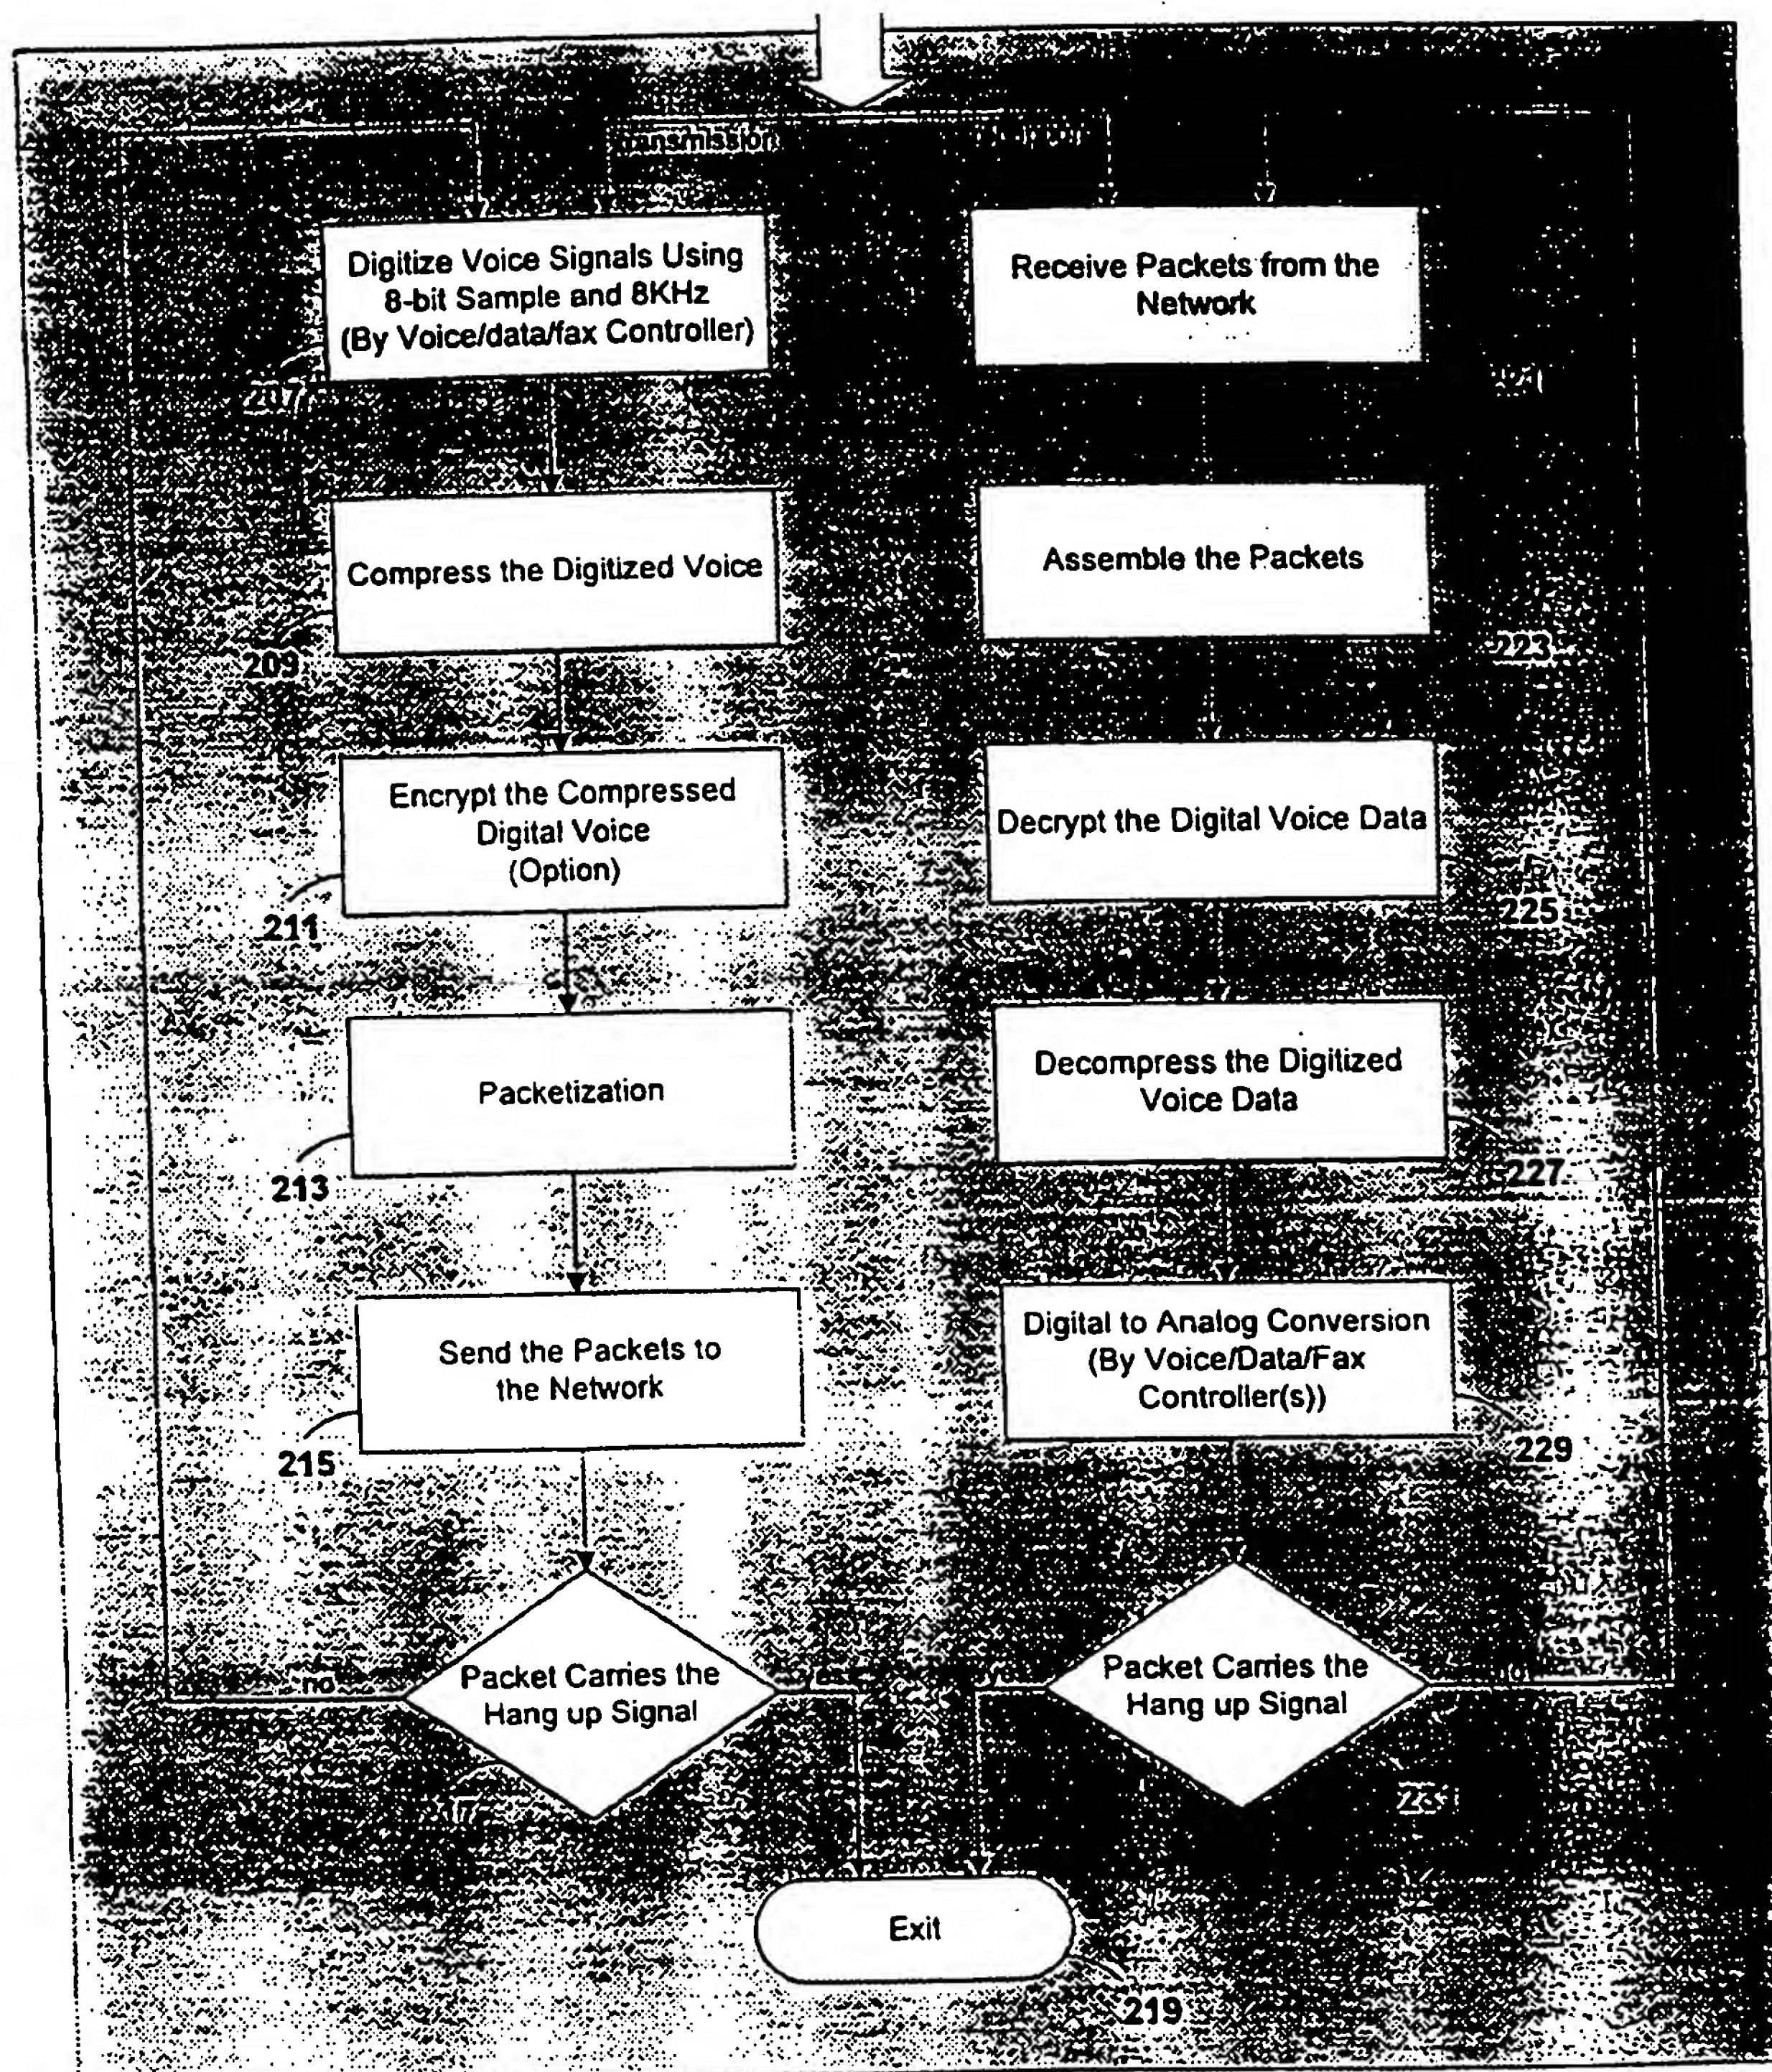 transmission
Digitize Voice Signals Using
8-bit Sample and 8KHz
(By Voice/data/fax Controller)
207
Compress the Digitized Voice
209
Encrypt the Compressed
Digital Voice
(Option)
211
Packetization
213
Send the Packets to
the Network
215
Packet Carries the
Hang up Signal
no
yes
Receive Packets from the
Network
221
Assemble the Packets
223
Decrypt the Digital Voice Data
225
Decompress the Digitized
Voice Data
227
Digital to Analog Conversion
(By Voice/Data/Fax
Controller(s))
229
Packet Carries the
Hang up Signal
yes
Exit
219